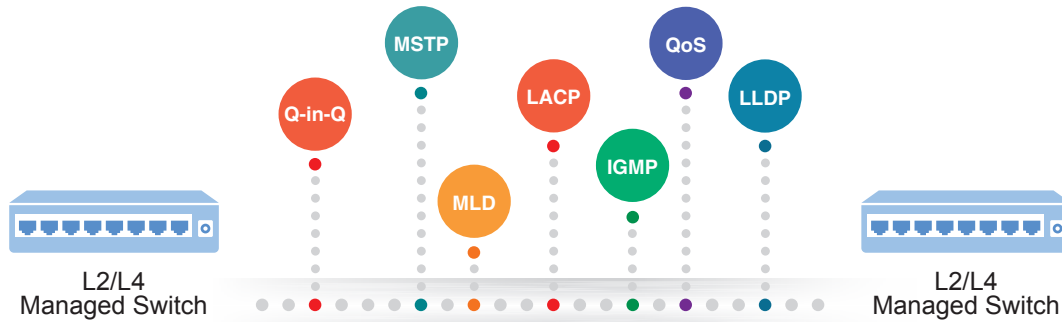 MSTP
QoS
LACP
LLDP
Q-in-Q
IGMP
MLD
L2/L4
Managed Switch
L2/L4
Managed Switch